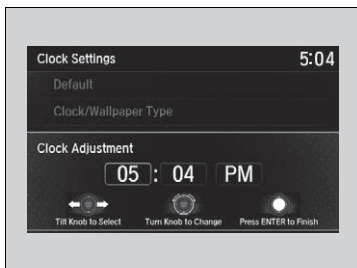 Clock Settings 5:04
Default
Clock/Wallpaper Type
Clock Adjustment
05 : 04 PM
Tilt Knob to Select Turn Knob to Change Press ENTER to Finish